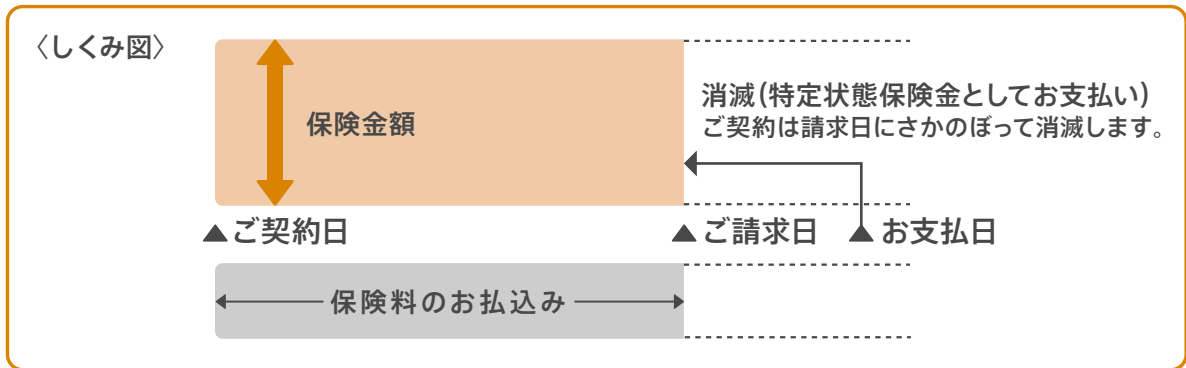 〈しくみ図〉
保険金額
消滅(特定状態保険金としてお支払い)
ご契約は請求日にさかのぼって消滅します。
▲ご契約日
▲ご請求日
▲お支払日
保険料のお払込み